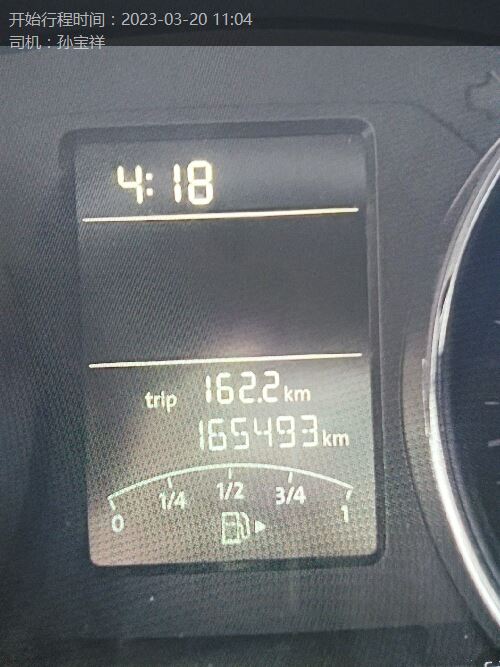 开始行程时间：2023-03-20 11:04
司机：孙宝祥
4:18
trip 162.2 km
165493 km
0 1/4 1/2 3/4 1